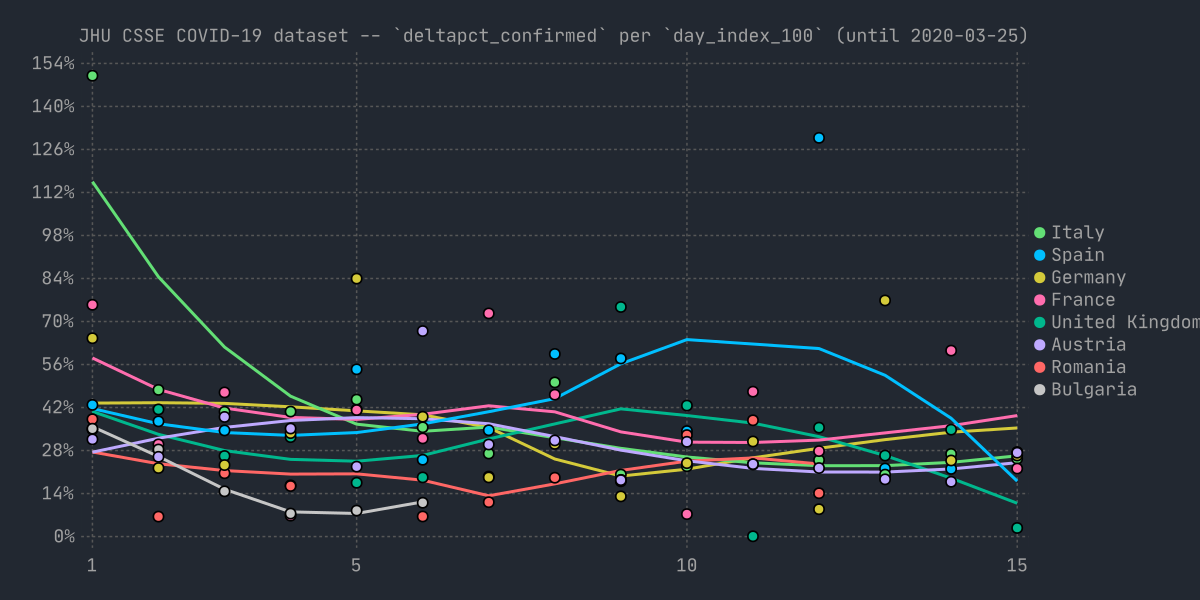 JHU CSSE COVID-19 dataset -- `deltapct_confirmed` per `day_index_100` (until 2020-03-25)
154%
140%
126%
112%
98%
84%
70%
56%
42%
28%
14%
0%
1 5 10 15
Italy
Spain
Germany
France
United Kingdom
Austria
Romania
Bulgaria